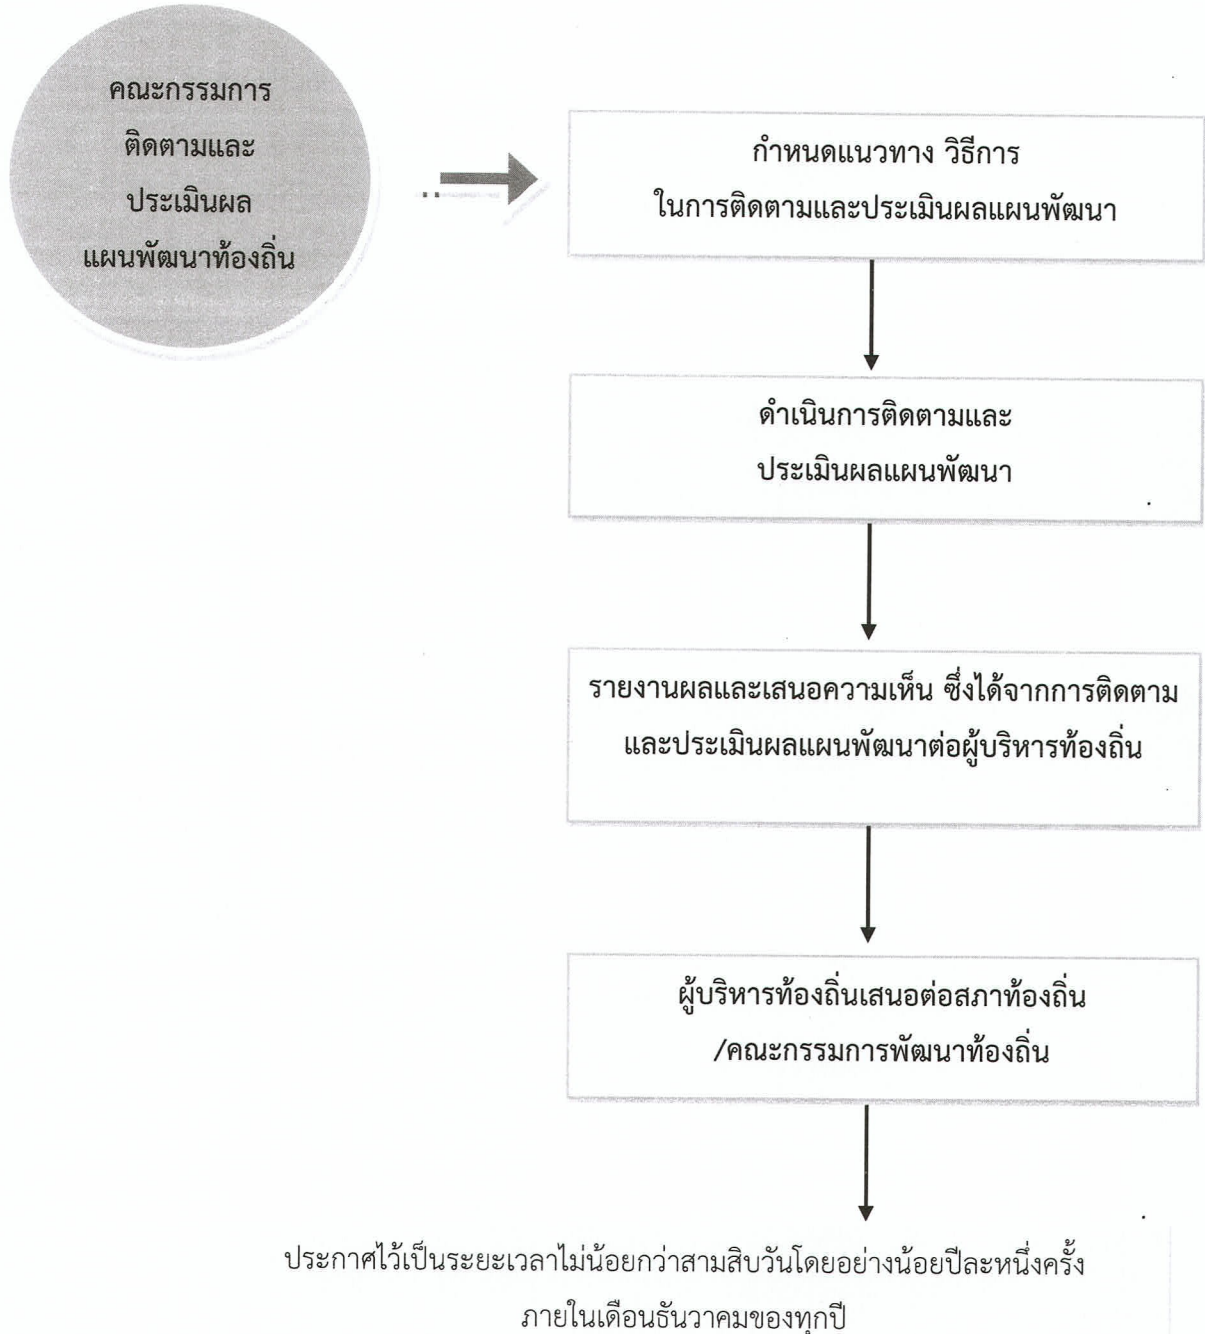 คณะกรรมการ
ติดตามและ
ประเมินผล
แผนพัฒนาท้องถิ่น
กำหนดแนวทาง วิธีการ
ในการติดตามและประเมินผลแผนพัฒนา
ดำเนินการติดตามและ
ประเมินผลแผนพัฒนา
รายงานผลและเสนอความเห็น ซึ่งได้จากการติดตาม
และประเมินผลแผนพัฒนาต่อผู้บริหารท้องถิ่น
ผู้บริหารท้องถิ่นเสนอต่อสภาท้องถิ่น
/คณะกรรมการพัฒนาท้องถิ่น
ประกาศไว้เป็นระยะเวลาไม่น้อยกว่าสามสิบวันโดยอย่างน้อยปีละหนึ่งครั้ง
ภายในเดือนธันวาคมของทุกปี